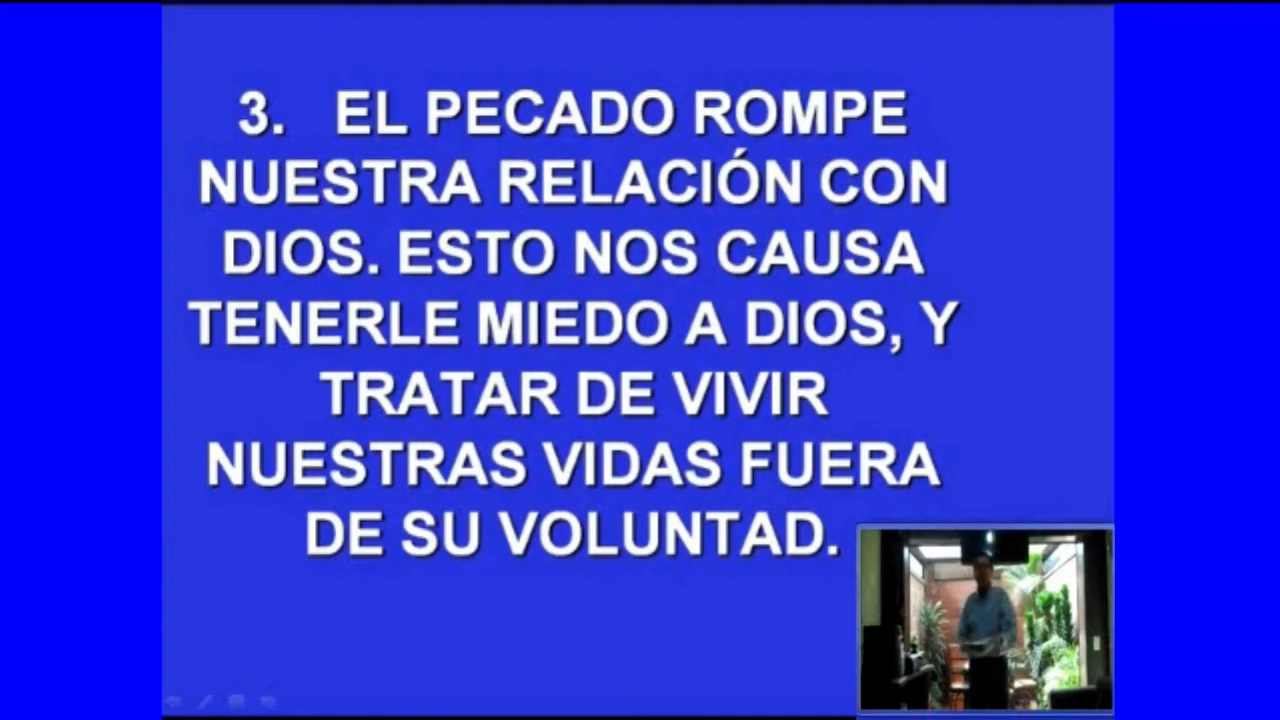 3. EL PECADO ROMPE
NUESTRA RELACIÓN CON
DIOS. ESTO NOS CAUSA
TENERLE MIEDO A DIOS, Y
TRATAR DE VIVIR
NUESTRAS VIDAS FUERA
DE SU VOLUNTAD.